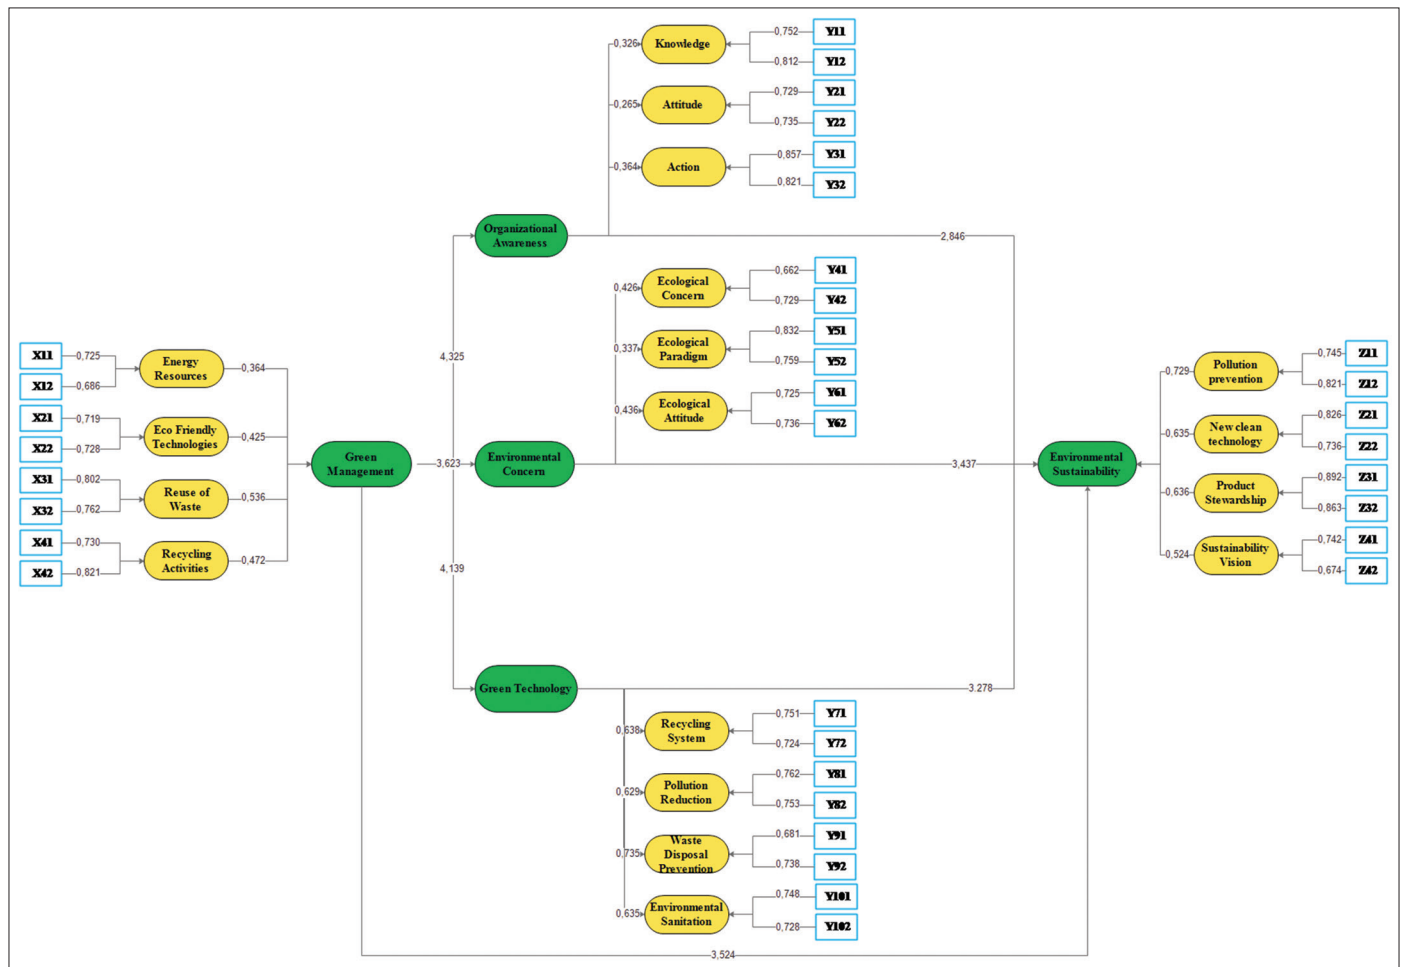 0,326
Knowledge
0,752
Y11
0,812
Y12
0,265
Attitude
0,729
Y21
0,735
Y22
0,364
Action
0,857
Y31
0,821
Y32
Organizational
Awareness
2,846
0,426
Ecological
Concern
0,662
Y41
0,729
Y42
0,337
Ecological
Paradigm
0,832
Y51
0,759
Y52
0,436
Ecological
Attitude
0,725
Y61
0,736
Y62
4,325
X11
0,725
X12
0,686
Energy
Resources
0,364
X21
0,719
X22
0,728
Eco Friendly
Technologies
0,425
X31
0,802
X32
0,762
Reuse of
Waste
0,536
X41
0,730
X42
0,821
Recycling
Activities
0,472
Green
Management
3,623
Environmental
Concern
3,437
Environmental
Sustainability
0,729
Pollution
prevention
0,745
Z11
0,821
Z12
0,635
New clean
technology
0,826
Z21
0,736
Z22
0,636
Product
Stewardship
0,892
Z31
0,863
Z32
0,524
Sustainability
Vision
0,742
Z41
0,674
Z42
4,139
Green Technology
3.278
0,638
Recycling
System
0,751
Y71
0,724
Y72
0,629
Pollution
Reduction
0,762
Y81
0,753
Y82
0,735
Waste
Disposal
Prevention
0,681
Y91
0,738
Y92
0,635
Environmental
Sanitation
0,748
Y101
0,728
Y102
3,524